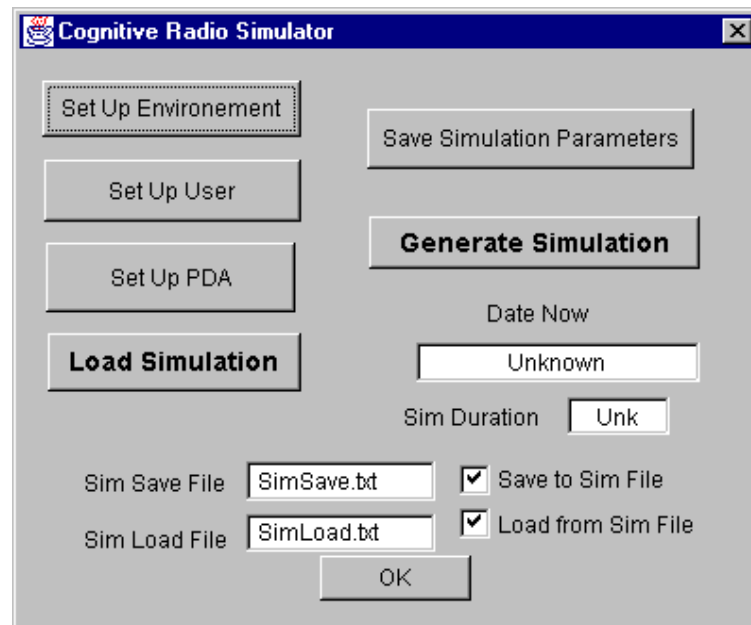 Cognitive Radio Simulator
Set Up Environement
Save Simulation Parameters
Set Up User
Generate Simulation
Set Up PDA
Date Now
Load Simulation
Unknown
Sim Duration Unk
Sim Save File SimSave.txt Save to Sim File
Sim Load File SimLoad.txt Load from Sim File
OK